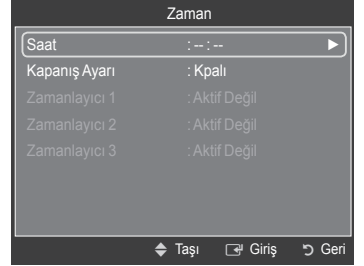 Zaman
Saat : -- : -- ►
Kapanış Ayarı : Kpalı
Zamanlayıcı 1 : Aktif Değil
Zamanlayıcı 2 : Aktif Değil
Zamanlayıcı 3 : Aktif Değil
Taşı Giriş Geri